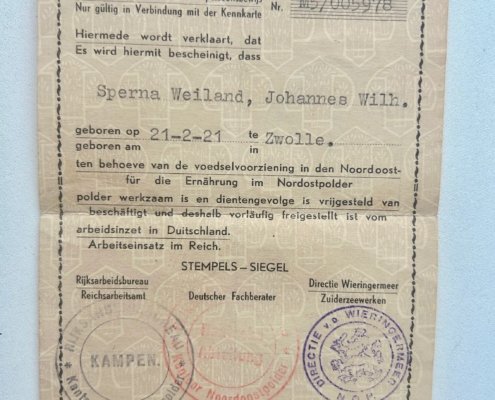 Nur gültig in Verbindung mit der Kennkarte
Nr. M5/005978
Hiermede wordt verklaart, dat
Es wird hiermit bescheinigt, dass
Sperna Weiland, Johannes Wilh.
geboren op 21-2-21 te Zwolle.
geboren am in
ten behoeve van de voedselvoorziening in den Noordoost-
für die Ernährung im Nordostpolder
polder werkzaam is en dientengevolge is vrijgesteld van
beschäftigt und deshalb vorläufig freigestellt ist vom
arbeidsinzet in Duitschland.
Arbeitseinsatz im Reich.
STEMPELS – SIEGEL
Rijksarbeidsbureau Deutscher Fachberater Directie Wieringermeer
Reichsarbeitsamt Zuiderzeewerken
KAMPEN.
Noordoostpolder
DIRECTIE v.d. WIERINGERMEER
N.O.P.